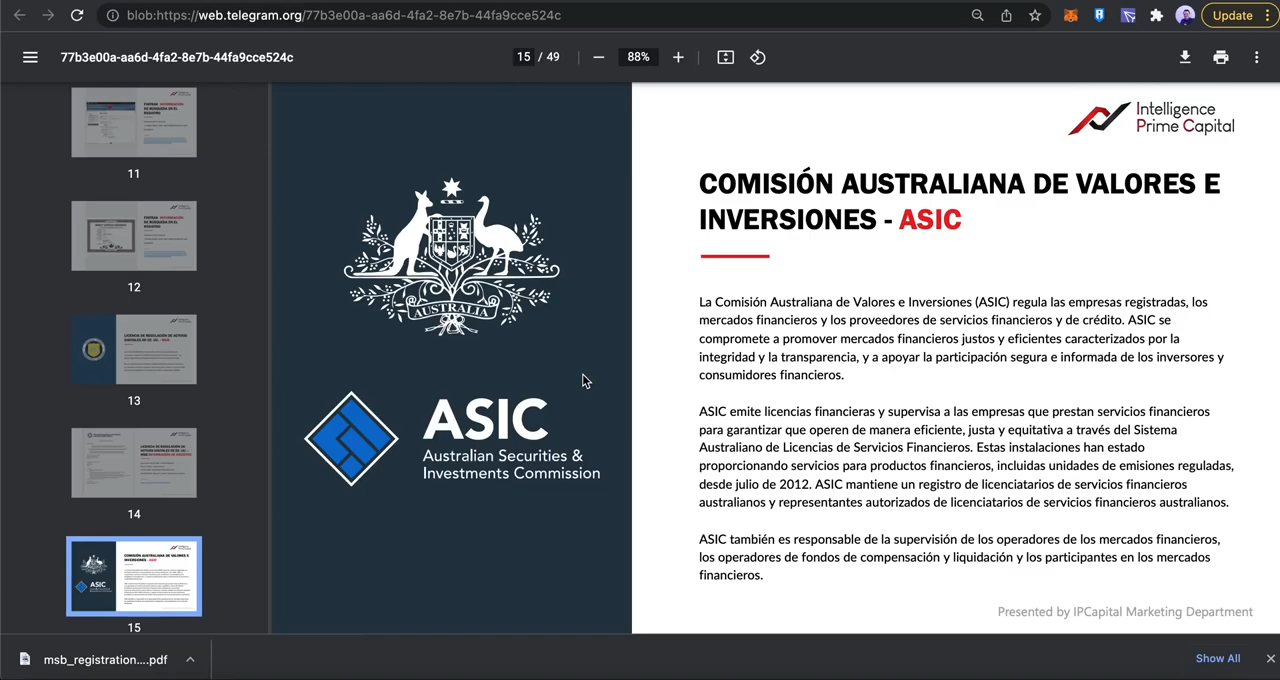 blob:https://web.telegram.org/77b3e00a-aa6d-4fa2-8e7b-44fa9cce524c
Update
77b3e00a-aa6d-4fa2-8e7b-44fa9cce524c
15 / 49
88%
11
12
13
14
15
AUSTRALIA
ASIC
Australian Securities &
Investments Commission
Intelligence
Prime Capital
COMISIÓN AUSTRALIANA DE VALORES E
INVERSIONES - ASIC
La Comisión Australiana de Valores e Inversiones (ASIC) regula las empresas registradas, los
mercados financieros y los proveedores de servicios financieros y de crédito. ASIC se
compromete a promover mercados financieros justos y eficientes caracterizados por la
integridad y la transparencia, y a apoyar la participación segura e informada de los inversores y
consumidores financieros.
ASIC emite licencias financieras y supervisa a las empresas que prestan servicios financieros
para garantizar que operen de manera eficiente, justa y equitativa a través del Sistema
Australiano de Licencias de Servicios Financieros. Estas instalaciones han estado
proporcionando servicios para productos financieros, incluidas unidades de emisiones reguladas,
desde julio de 2012. ASIC mantiene un registro de licenciatarios de servicios financieros
australianos y representantes autorizados de licenciatarios de servicios financieros australianos.
ASIC también es responsable de la supervisión de los operadores de los mercados financieros,
los operadores de fondos de compensación y liquidación y los participantes en los mercados
financieros.
Presented by IPCapital Marketing Department
msb_registration....pdf
Show All